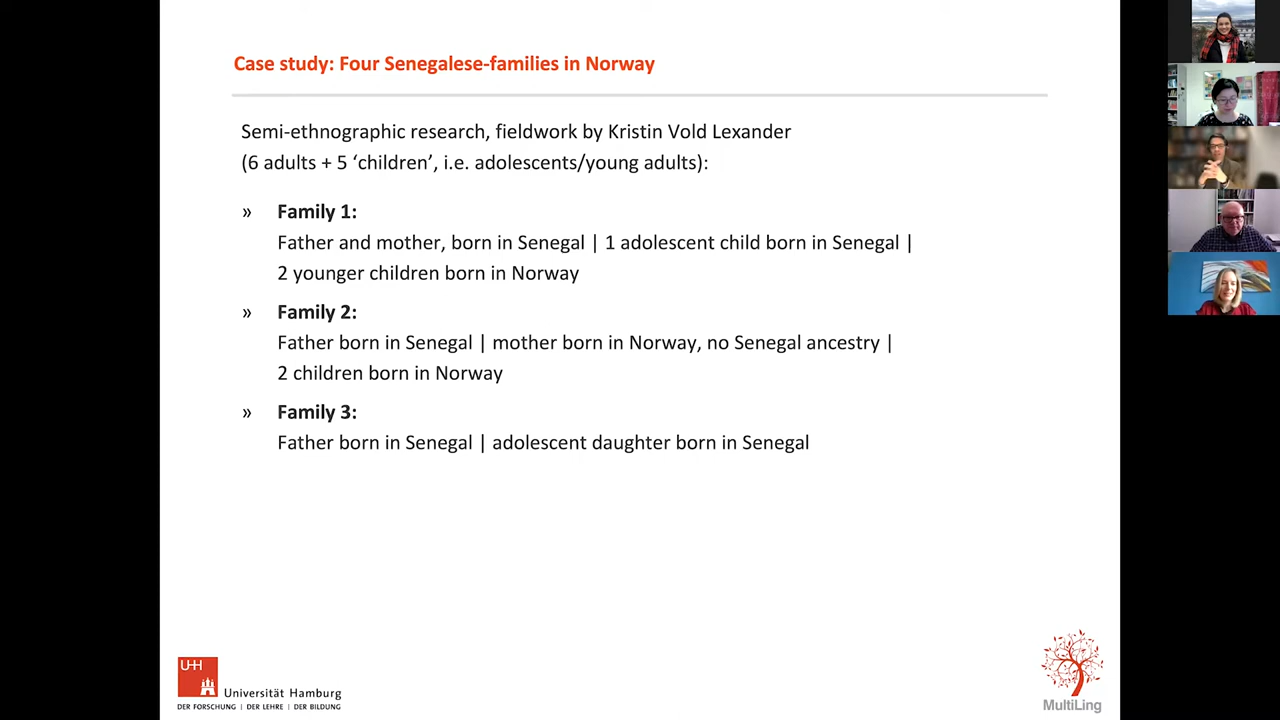 Case study: Four Senegalese-families in Norway
Semi-ethnographic research, fieldwork by Kristin Vold Lexander
(6 adults + 5 ‘children’, i.e. adolescents/young adults):
» Family 1:
Father and mother, born in Senegal | 1 adolescent child born in Senegal |
2 younger children born in Norway
» Family 2:
Father born in Senegal | mother born in Norway, no Senegal ancestry |
2 children born in Norway
» Family 3:
Father born in Senegal | adolescent daughter born in Senegal
UH
Universität Hamburg
DER FORSCHUNG | DER LEHRE | DER BILDUNG
MultiLing